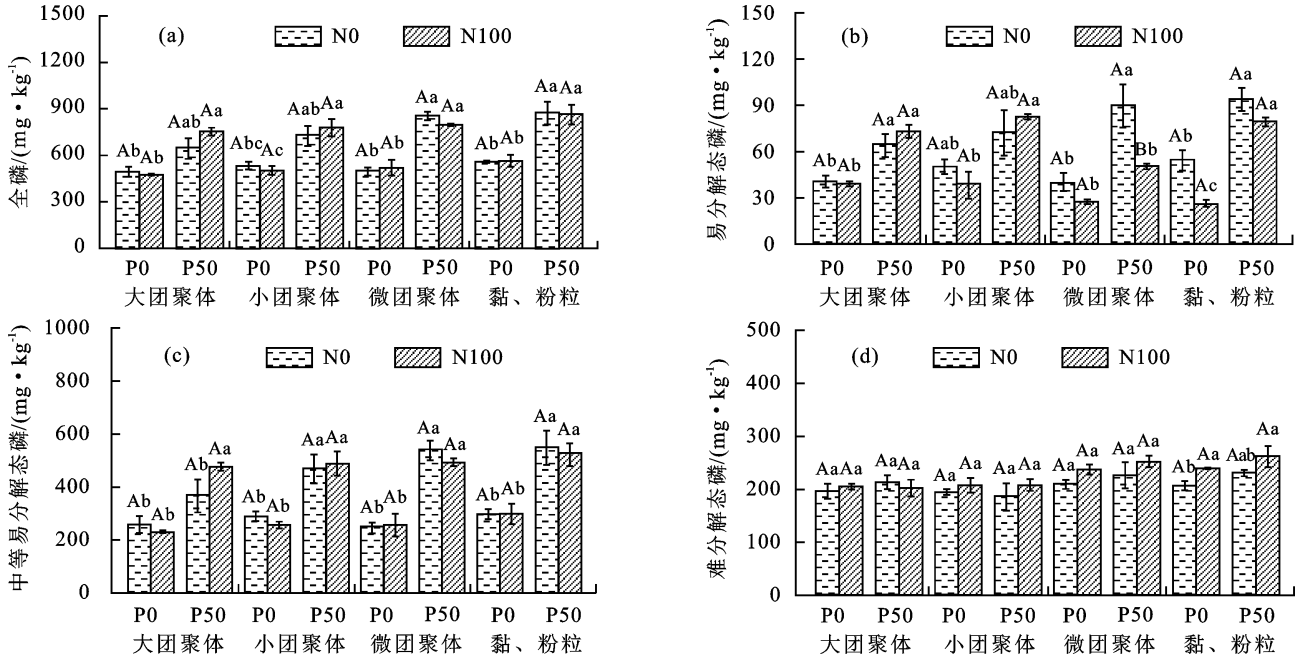 全磷/(mg·kg⁻¹)
1500
1200
900
600
300
0
(a)
N0
N100
Ab Ab Aab Aa Abc Ac Aab Aa Ab Ab Aa Aa Ab Ab Aa Aa
P0 P50 P0 P50 P0 P50 P0 P50
大团聚体 小团聚体 微团聚体 黏、粉粒
易分解态磷/(mg·kg⁻¹)
150
120
90
60
30
0
(b)
N0
N100
Ab Ab Aa Aa Aab Ab Aab Aa Ab Ab Aa Bb Ab Ac Aa Aa
P0 P50 P0 P50 P0 P50 P0 P50
大团聚体 小团聚体 微团聚体 黏、粉粒
中等易分解态磷/(mg·kg⁻¹)
1000
800
600
400
200
0
(c)
N0
N100
Ab Ab Ab Aa Ab Ab Aa Aa Ab Ab Aa Aa Ab Ab Aa Aa
P0 P50 P0 P50 P0 P50 P0 P50
大团聚体 小团聚体 微团聚体 黏、粉粒
难分解态磷/(mg·kg⁻¹)
500
400
300
200
100
0
(d)
N0
N100
Aa Aa Aa Aa Aa Aa Aa Aa Aa Aa Aa Aa Ab Aa Aab Aa
P0 P50 P0 P50 P0 P50 P0 P50
大团聚体 小团聚体 微团聚体 黏、粉粒